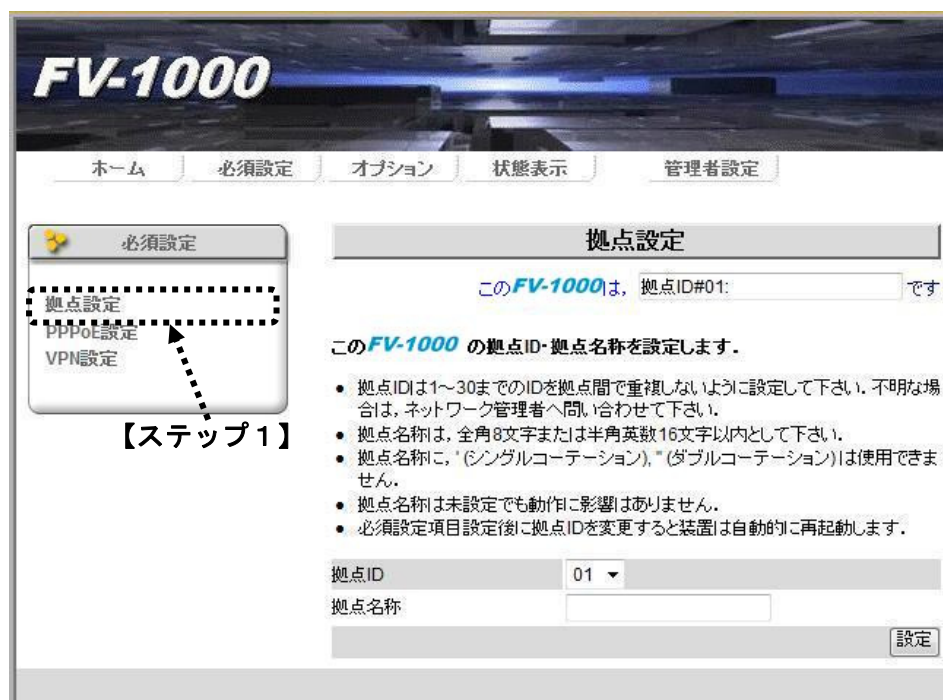 FV-1000
ホーム 必須設定 オプション 状態表示 管理者設定
必須設定
拠点設定
PPPoE設定
VPN設定
【ステップ１】
拠点設定
このFV-1000は, 拠点ID#01: です
このFV-1000 の拠点ID・拠点名称を設定します.
● 拠点IDは1～30までのIDを拠点間で重複しないように設定して下さい. 不明な場
合は, ネットワーク管理者へ問い合わせて下さい.
● 拠点名称は, 全角8文字または半角英数16文字以内として下さい.
● 拠点名称に, ' (シングルコーテーション), " (ダブルコーテーション)は使用できま
せん.
● 拠点名称は未設定でも動作に影響はありません.
● 必須設定項目設定後に拠点IDを変更すると装置は自動的に再起動します.
拠点ID 01
拠点名称
設定